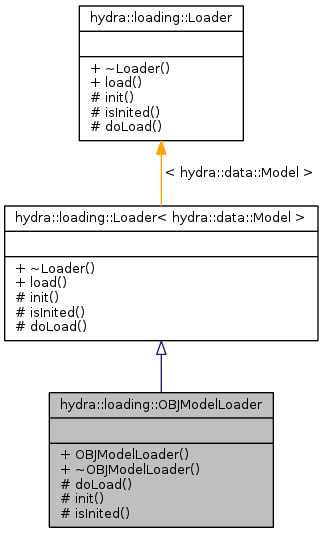 hydra::loading::Loader
+ ~Loader()
+ load()
# init()
# isInited()
# doLoad()
< hydra::data::Model >
hydra::loading::Loader< hydra::data::Model >
+ ~Loader()
+ load()
# init()
# isInited()
# doLoad()
hydra::loading::OBJModelLoader
+ OBJModelLoader()
+ ~OBJModelLoader()
# doLoad()
# init()
# isInited()